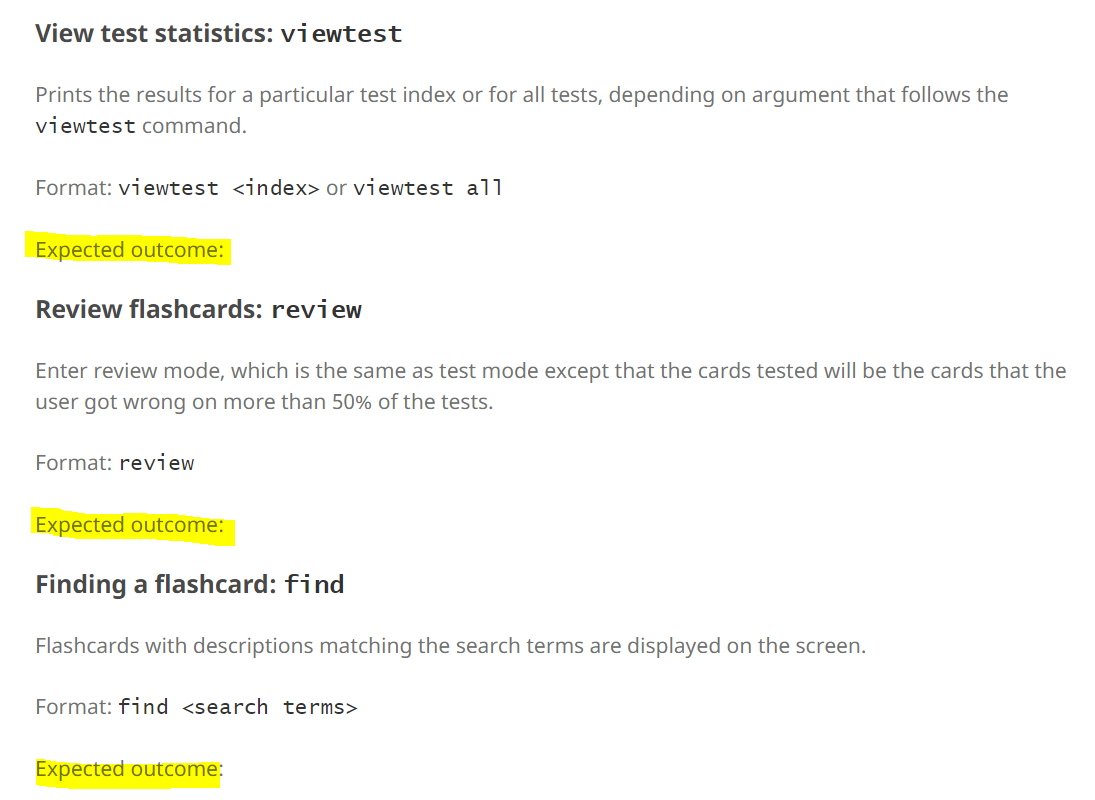 View test statistics: viewtest
Prints the results for a particular test index or for all tests, depending on argument that follows the
viewtest command.
Format: viewtest <index> or viewtest all
Expected outcome:
Review flashcards: review
Enter review mode, which is the same as test mode except that the cards tested will be the cards that the
user got wrong on more than 50% of the tests.
Format: review
Expected outcome:
Finding a flashcard: find
Flashcards with descriptions matching the search terms are displayed on the screen.
Format: find <search terms>
Expected outcome: